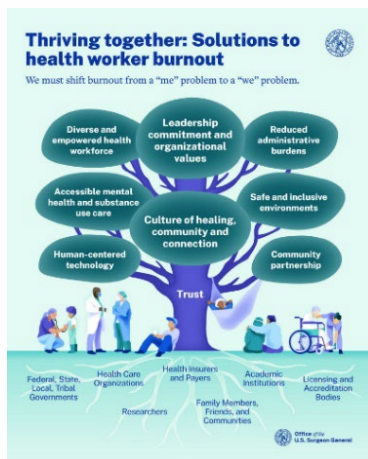 Thriving together: Solutions to
health worker burnout
We must shift burnout from a “me” problem to a “we” problem.
Diverse and
empowered health
workforce
Leadership
commitment and
organizational
values
Reduced
administrative
burdens
Accessible mental
health and substance
use care
Culture of healing,
community and
connection
Safe and inclusive
environments
Human-centered
technology
Community
partnership
Trust
Federal, State,
Local, Tribal
Governments
Health Care
Organizations
Health Insurers
and Payers
Academic
Institutions
Licensing and
Accreditation
Bodies
Researchers
Family Members,
Friends, and
Communities
Office of the
U.S. Surgeon General